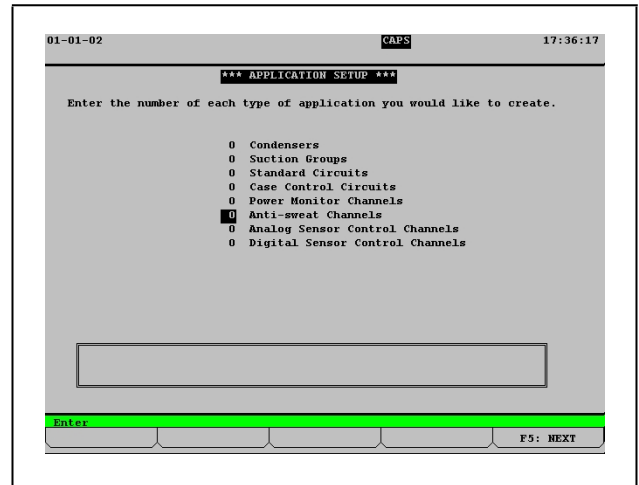 01-01-02 CAPS 17:36:17
*** APPLICATION SETUP ***
Enter the number of each type of application you would like to create.
0 Condensers
0 Suction Groups
0 Standard Circuits
0 Case Control Circuits
0 Power Monitor Channels
0 Anti-sweat Channels
0 Analog Sensor Control Channels
0 Digital Sensor Control Channels
Enter
F5: NEXT